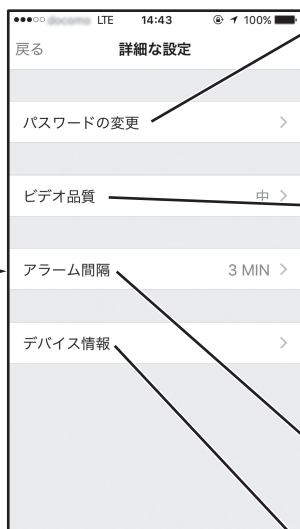 docomo LTE 14:43 100%
戻る 詳細な設定
パスワードの変更
ビデオ品質 中
アラーム間隔 3 MIN
デバイス情報